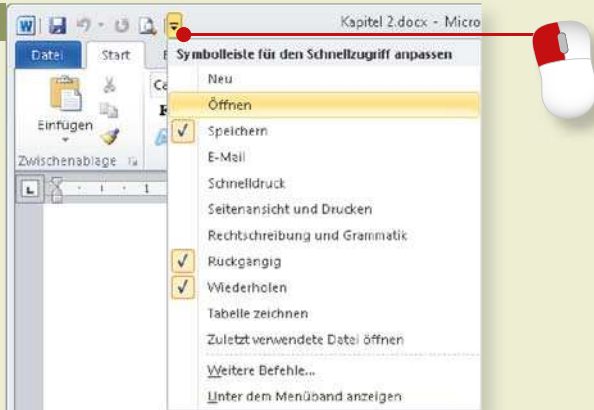 Kapitel 2.docx - Micro
Datei Start
Symbolleiste für den Schnellzugriff anpassen
Neu
Öffnen
Speichern
E-Mail
Schnelldruck
Seitenansicht und Drucken
Rechtschreibung und Grammatik
Rückgängig
Wiederholen
Tabelle zeichnen
Zuletzt verwendete Datei öffnen
Weitere Befehle...
Unter dem Menüband anzeigen
Einfügen
Zwischenablage
1